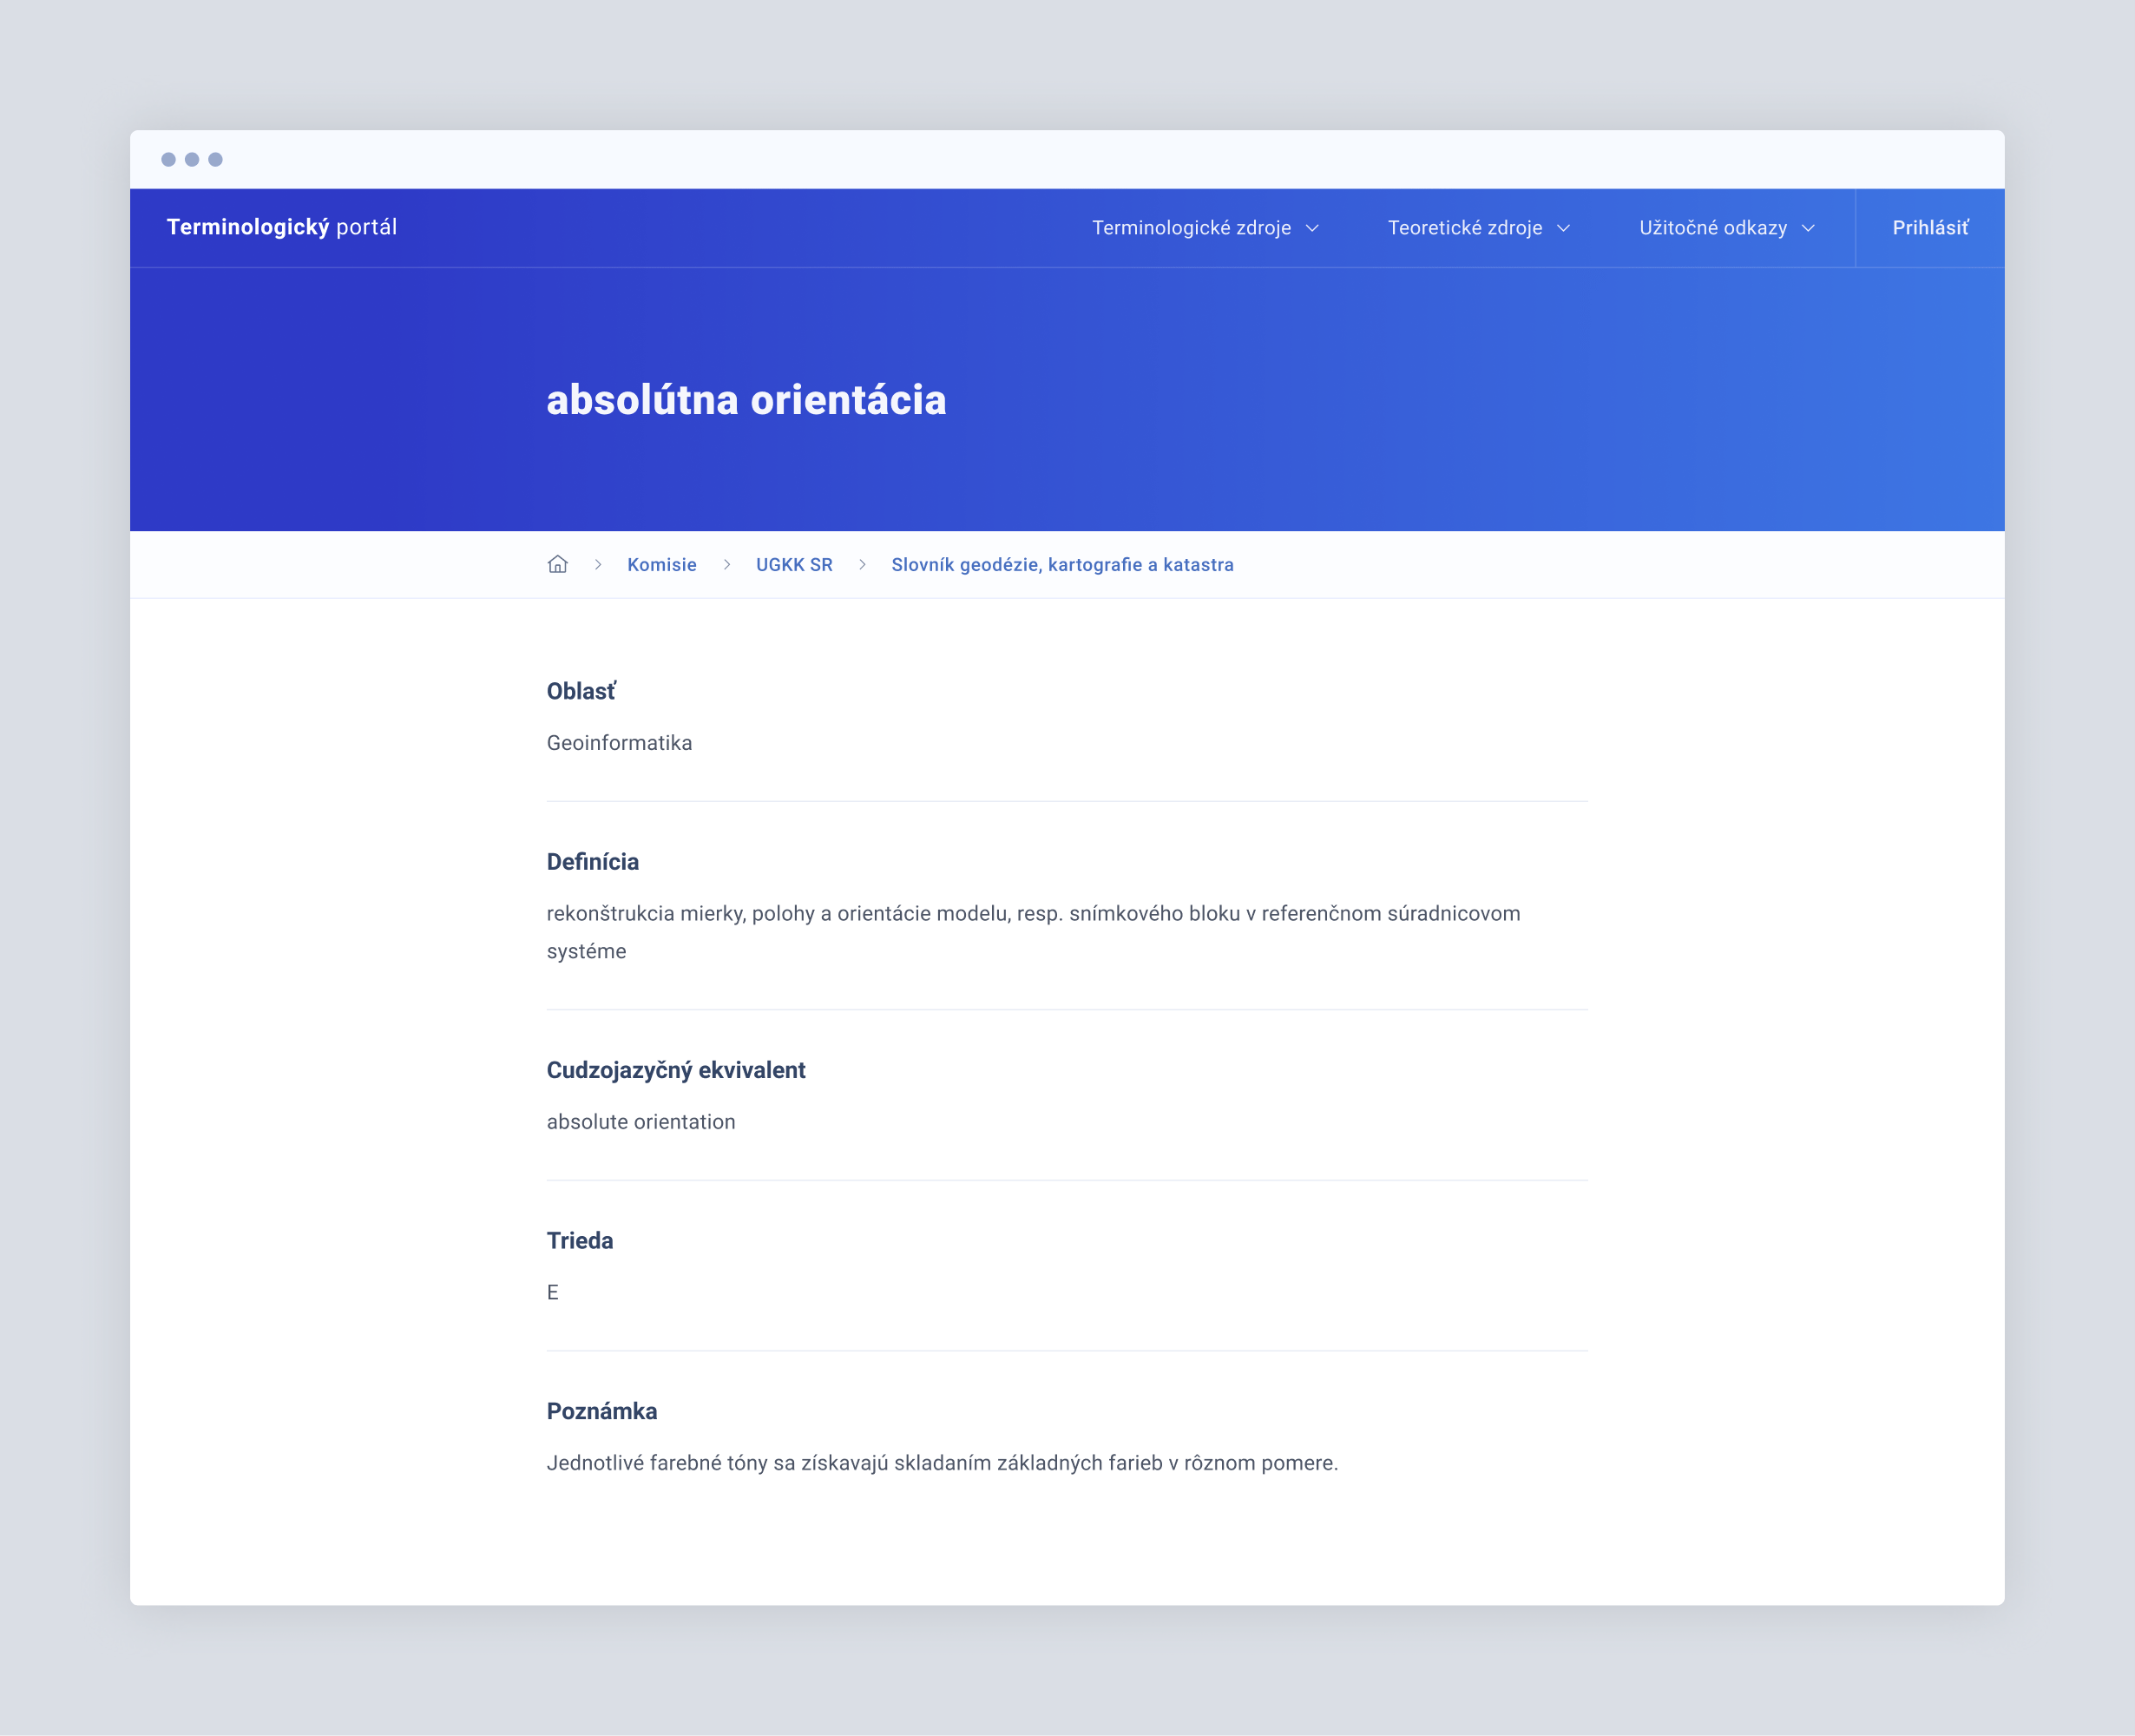 Terminologický portál
Terminologické zdroje
Teoretické zdroje
Užitočné odkazy
Prihlásiť
absolútna orientácia
Komisie
UGKK SR
Slovník geodézie, kartografie a katastra
Oblasť
Geoinformatika
Definícia
rekonštrukcia mierky, polohy a orientácie modelu, resp. snímkového bloku v referenčnom súradnicovom
systéme
Cudzojazyčný ekvivalent
absolute orientation
Trieda
E
Poznámka
Jednotlivé farebné tóny sa získavajú skladaním základných farieb v rôznom pomere.